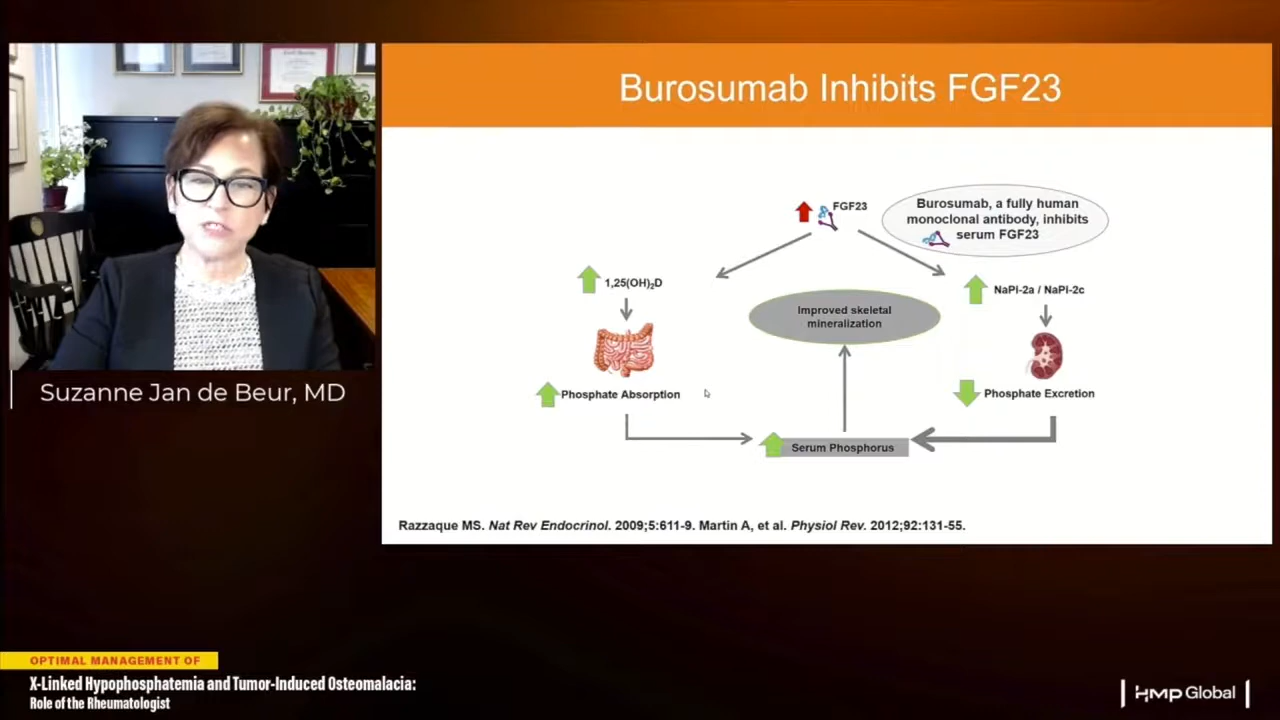 Burosumab Inhibits FGF23
FGF23
Burosumab, a fully human
monoclonal antibody, inhibits
serum FGF23
1,25(OH)₂D
NaPi-2a / NaPi-2c
Improved skeletal
mineralization
Phosphate Absorption
Phosphate Excretion
Serum Phosphorus
Razzaque MS. Nat Rev Endocrinol. 2009;5:611-9. Martin A, et al. Physiol Rev. 2012;92:131-55.
Suzanne Jan de Beur, MD
OPTIMAL MANAGEMENT OF
X-Linked Hypophosphatemia and Tumor-Induced Osteomalacia:
Role of the Rheumatologist
HMP Global